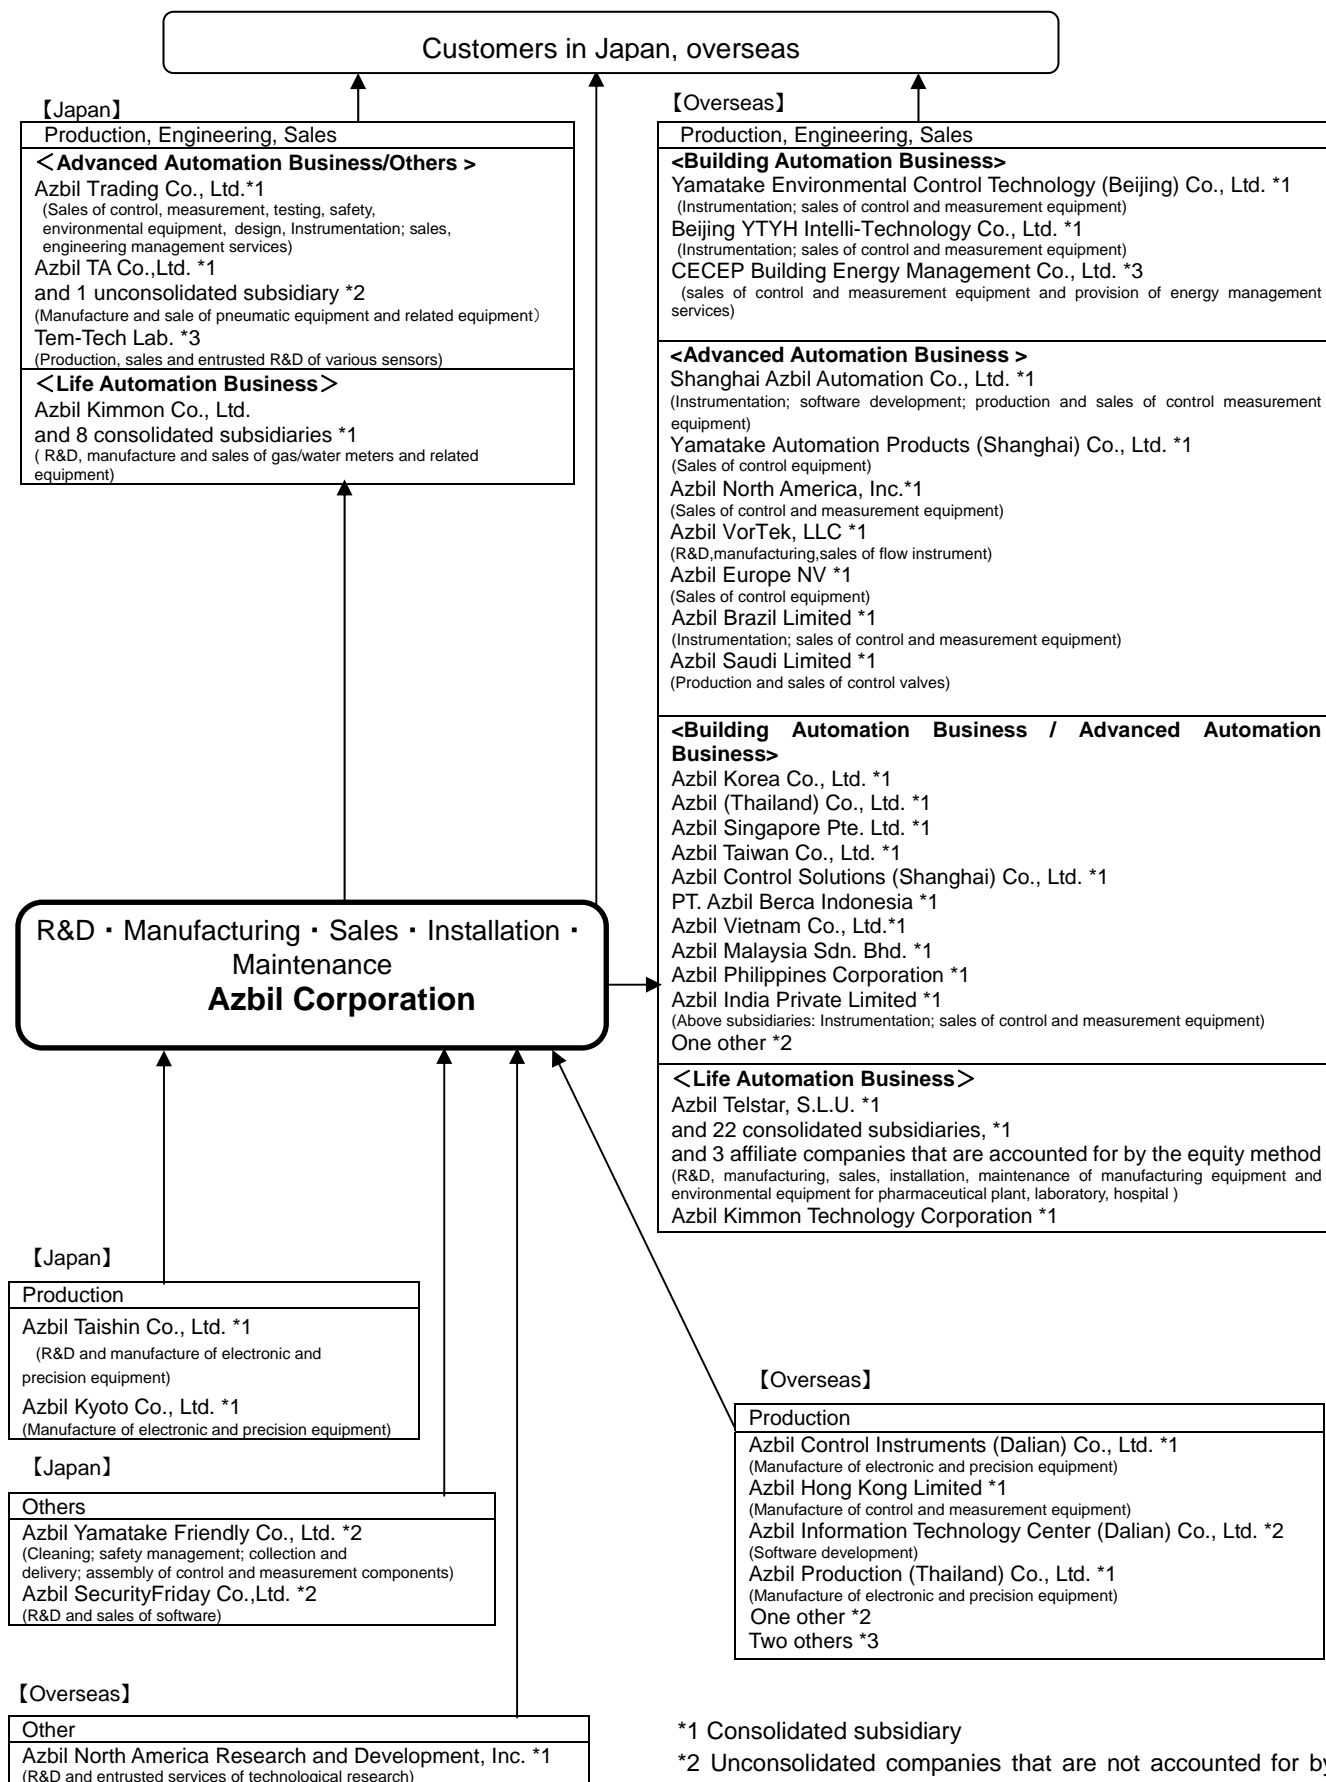 Customers in Japan, overseas
【Japan】
Production, Engineering, Sales
＜Advanced Automation Business/Others >
Azbil Trading Co., Ltd.*1
(Sales of control, measurement, testing, safety,
environmental equipment, design, Instrumentation; sales,
engineering management services)
Azbil TA Co.,Ltd. *1
and 1 unconsolidated subsidiary *2
(Manufacture and sale of pneumatic equipment and related equipment）
Tem-Tech Lab. *3
(Production, sales and entrusted R&D of various sensors)
＜Life Automation Business＞
Azbil Kimmon Co., Ltd.
and 8 consolidated subsidiaries *1
( R&D, manufacture and sales of gas/water meters and related
equipment)
【Overseas】
Production, Engineering, Sales
<Building Automation Business>
Yamatake Environmental Control Technology (Beijing) Co., Ltd. *1
(Instrumentation; sales of control and measurement equipment)
Beijing YTYH Intelli-Technology Co., Ltd. *1
(Instrumentation; sales of control and measurement equipment)
CECEP Building Energy Management Co., Ltd. *3
(sales of control and measurement equipment and provision of energy management
services)
<Advanced Automation Business >
Shanghai Azbil Automation Co., Ltd. *1
(Instrumentation; software development; production and sales of control measurement
equipment)
Yamatake Automation Products (Shanghai) Co., Ltd. *1
(Sales of control equipment)
Azbil North America, Inc.*1
(Sales of control and measurement equipment)
Azbil VorTek, LLC *1
(R&D,manufacturing,sales of flow instrument)
Azbil Europe NV *1
(Sales of control equipment)
Azbil Brazil Limited *1
(Instrumentation; sales of control and measurement equipment)
Azbil Saudi Limited *1
(Production and sales of control valves)
<Building Automation Business / Advanced Automation
Business>
Azbil Korea Co., Ltd. *1
Azbil (Thailand) Co., Ltd. *1
Azbil Singapore Pte. Ltd. *1
Azbil Taiwan Co., Ltd. *1
Azbil Control Solutions (Shanghai) Co., Ltd. *1
PT. Azbil Berca Indonesia *1
Azbil Vietnam Co., Ltd.*1
Azbil Malaysia Sdn. Bhd. *1
Azbil Philippines Corporation *1
Azbil India Private Limited *1
(Above subsidiaries: Instrumentation; sales of control and measurement equipment)
One other *2
＜Life Automation Business＞
Azbil Telstar, S.L.U. *1
and 22 consolidated subsidiaries, *1
and 3 affiliate companies that are accounted for by the equity method
(R&D, manufacturing, sales, installation, maintenance of manufacturing equipment and
environmental equipment for pharmaceutical plant, laboratory, hospital )
Azbil Kimmon Technology Corporation *1
R&D・Manufacturing・Sales・Installation・
Maintenance
Azbil Corporation
【Japan】
Production
Azbil Taishin Co., Ltd. *1
(R&D and manufacture of electronic and
precision equipment)
Azbil Kyoto Co., Ltd. *1
(Manufacture of electronic and precision equipment)
【Japan】
Others
Azbil Yamatake Friendly Co., Ltd. *2
(Cleaning; safety management; collection and
delivery; assembly of control and measurement components)
Azbil SecurityFriday Co.,Ltd. *2
(R&D and sales of software)
【Overseas】
Other
Azbil North America Research and Development, Inc. *1
(R&D and entrusted services of technological research)
【Overseas】
Production
Azbil Control Instruments (Dalian) Co., Ltd. *1
(Manufacture of electronic and precision equipment)
Azbil Hong Kong Limited *1
(Manufacture of control and measurement equipment)
Azbil Information Technology Center (Dalian) Co., Ltd. *2
(Software development)
Azbil Production (Thailand) Co., Ltd. *1
(Manufacture of electronic and precision equipment)
One other *2
Two others *3
*1 Consolidated subsidiary
*2 Unconsolidated companies that are not accounted for by